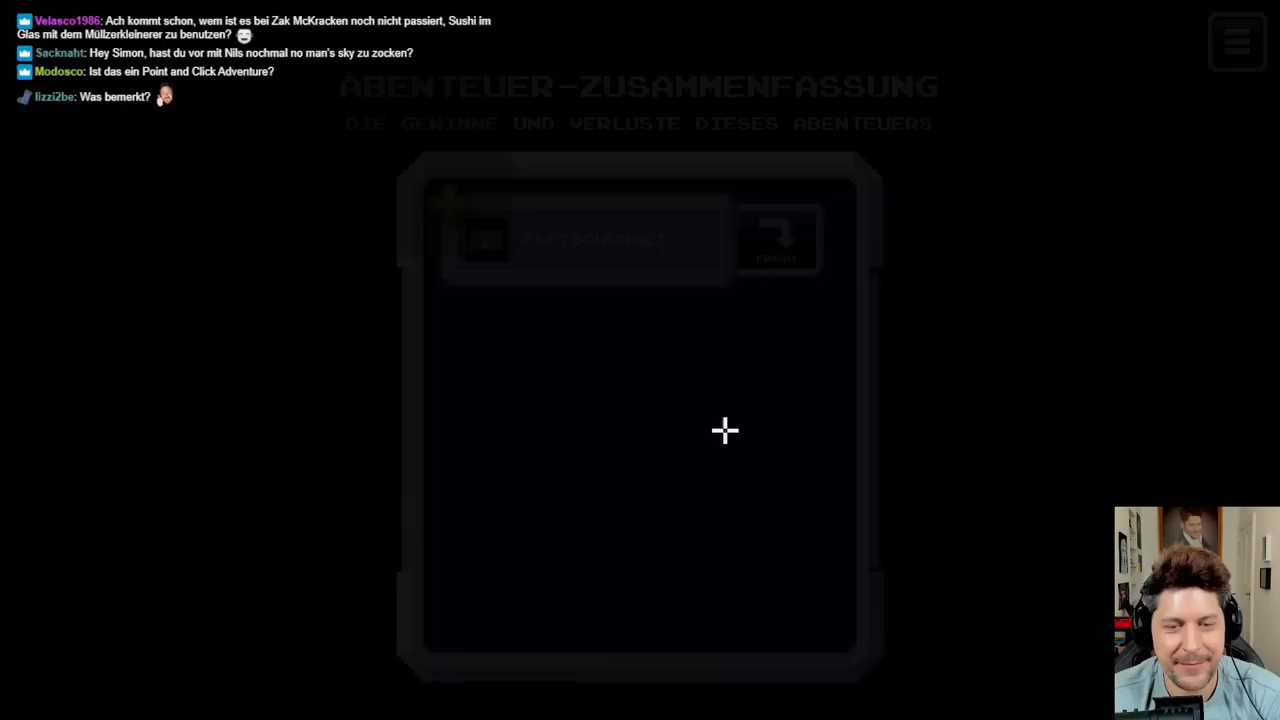 Velasco1986: Ach kommt schon, wem ist es bei Zak McKracken noch nicht passiert, Sushi im
Glas mit dem Müllzerkleinerer zu benutzen?
Sacknaht: Hey Simon, hast du vor mit Nils nochmal no man's sky zu zocken?
Modosco: Ist das ein Point and Click Adventure?
lizzi2be: Was bemerkt?
ABENTEUER-ZUSAMMENFASSUNG
DIE GEWINNE UND VERLUSTE DIESES ABENTEUERS